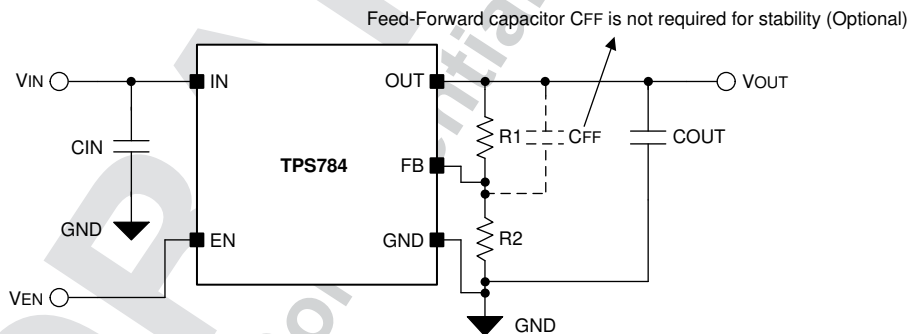 Feed-Forward capacitor CFF is not required for stability (Optional)
VIN
IN
OUT
VOUT
CIN
R1
CFF
COUT
TPS784
FB
GND
EN
GND
R2
VEN
GND